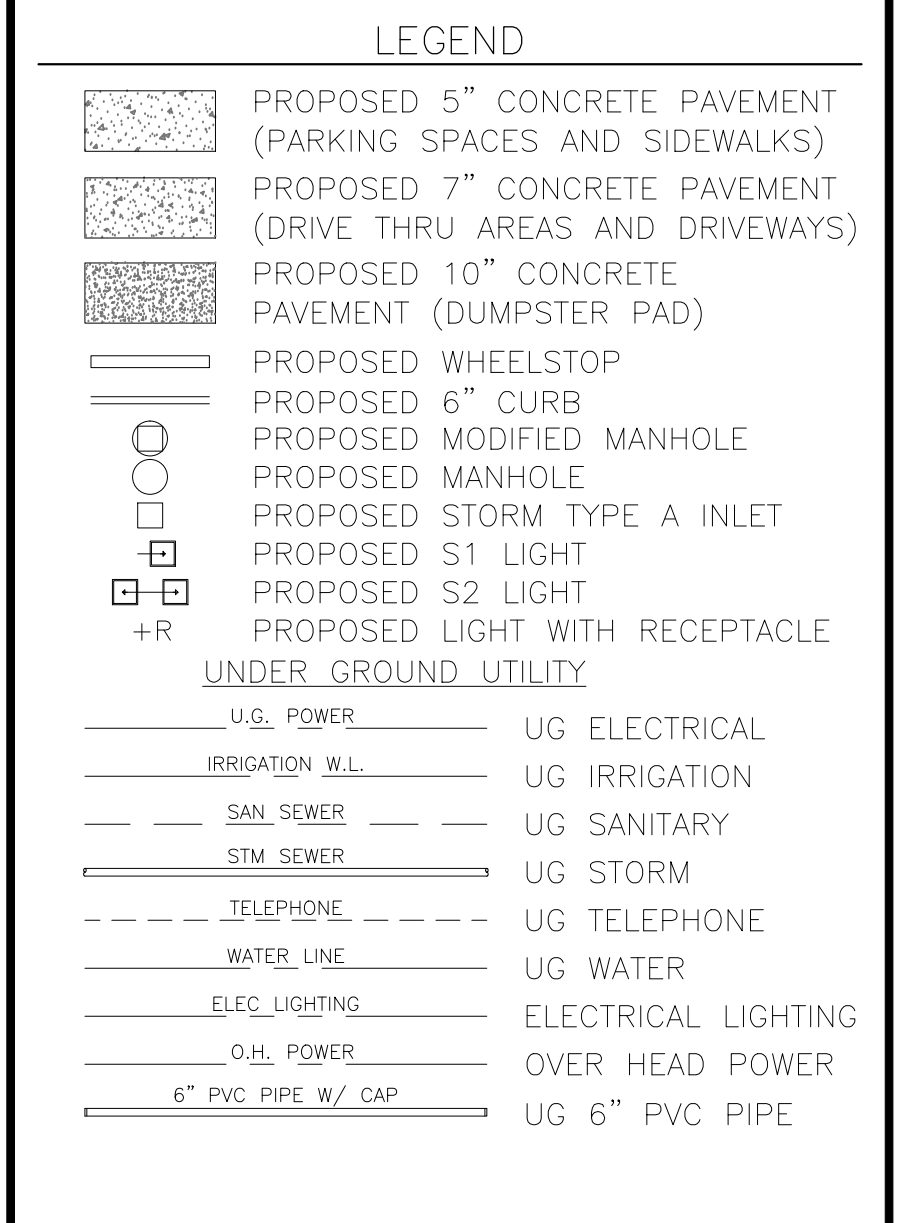 LEGEND
PROPOSED 5” CONCRETE PAVEMENT
(PARKING SPACES AND SIDEWALKS)
PROPOSED 7” CONCRETE PAVEMENT
(DRIVE THRU AREAS AND DRIVEWAYS)
PROPOSED 10” CONCRETE
PAVEMENT (DUMPSTER PAD)
PROPOSED WHEELSTOP
PROPOSED 6” CURB
PROPOSED MODIFIED MANHOLE
PROPOSED MANHOLE
PROPOSED STORM TYPE A INLET
PROPOSED S1 LIGHT
PROPOSED S2 LIGHT
+R PROPOSED LIGHT WITH RECEPTACLE
UNDER GROUND UTILITY
U.G. POWER UG ELECTRICAL
IRRIGATION W.L. UG IRRIGATION
SAN SEWER UG SANITARY
STM SEWER UG STORM
TELEPHONE UG TELEPHONE
WATER LINE UG WATER
ELEC LIGHTING ELECTRICAL LIGHTING
O.H. POWER OVER HEAD POWER
6” PVC PIPE W/ CAP UG 6” PVC PIPE